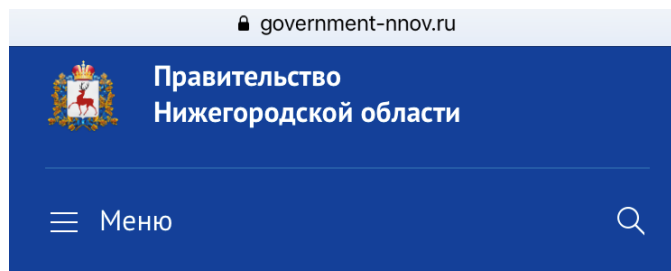 government-nnov.ru
Правительство
Нижегородской области
Меню